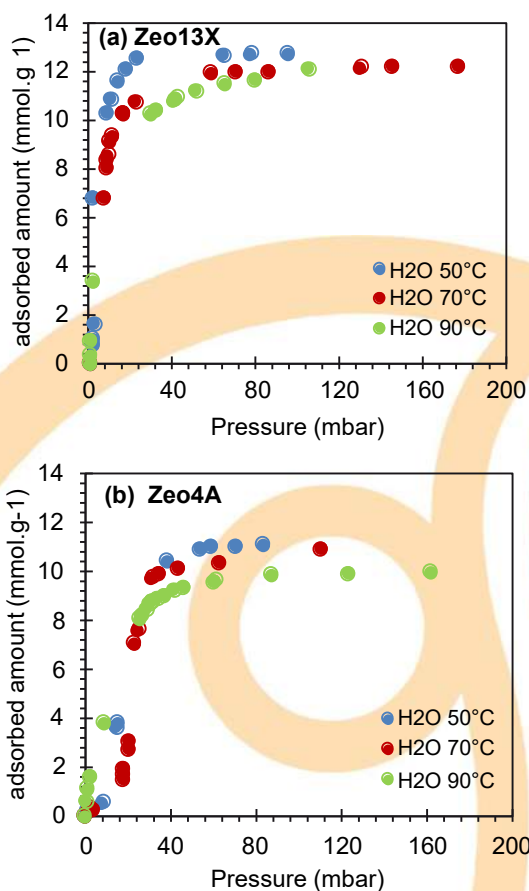 (a) Zeo13X
adsorbed amount (mmol.g-1)
14
12
10
8
6
4
2
0
H2O 50°C
H2O 70°C
H2O 90°C
0 40 80 120 160 200
Pressure (mbar)
(b) Zeo4A
adsorbed amount (mmol.g-1)
14
12
10
8
6
4
2
0
H2O 50°C
H2O 70°C
H2O 90°C
0 40 80 120 160 200
Pressure (mbar)